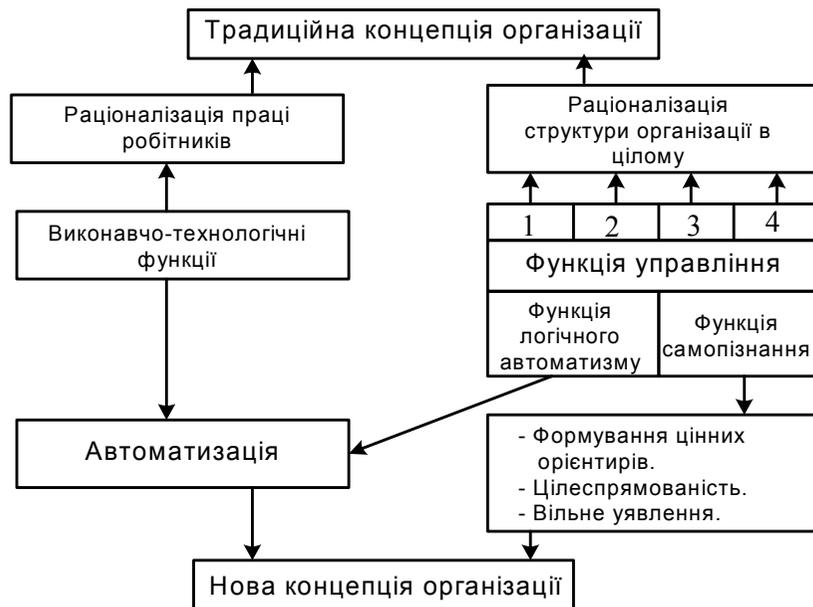 Традиційна концепція організації
Раціоналізація праці
робітників
Раціоналізація
структури організації в
цілому
Виконавчо-технологічні
функції
1 2 3 4
Функція управління
Функція
логічного
автоматизму
Функція
самопізнання
Автоматизація
- Формування цінних
орієнтирів.
- Цілеспрямованість.
- Вільне уявлення.
Нова концепція організації